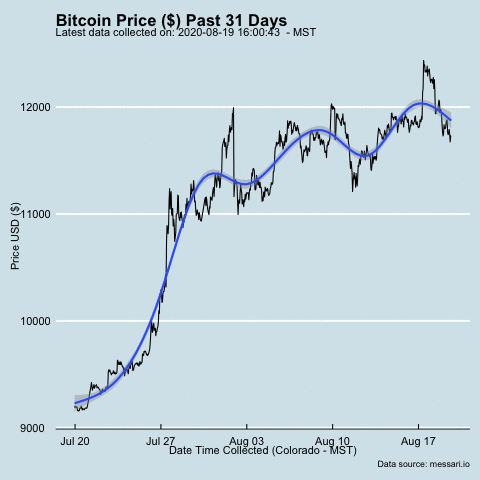 Bitcoin Price ($) Past 31 Days
Latest data collected on: 2020-08-19 16:00:43 - MST
12000
11000
10000
9000
Price USD ($)
Jul 20 Jul 27 Aug 03 Aug 10 Aug 17
Date Time Collected (Colorado - MST)
Data source: messari.io